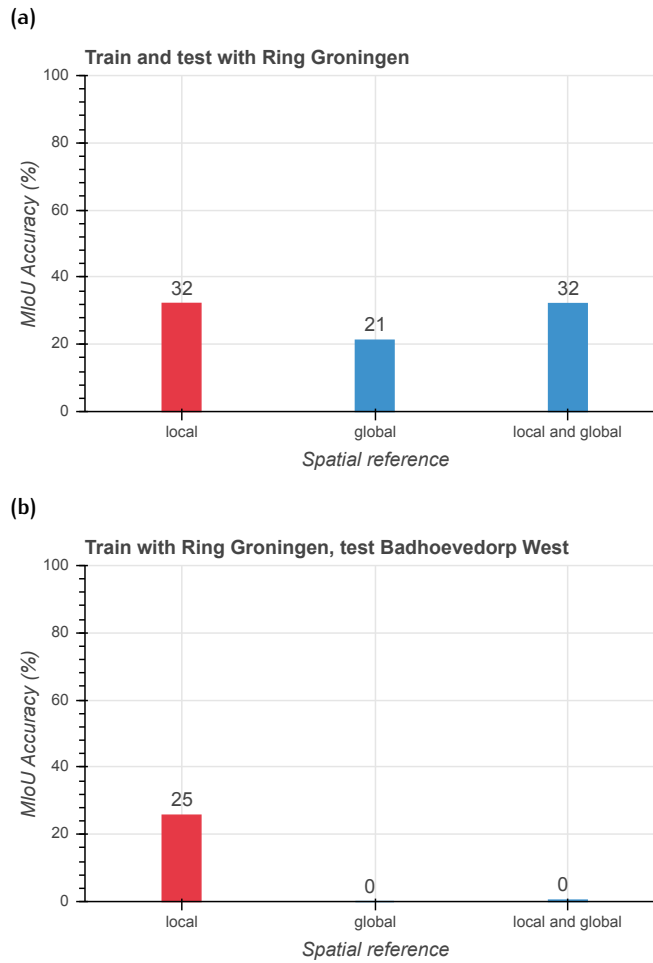 (a)
Train and test with Ring Groningen
100
80
60
40
20
0
MIoU Accuracy (%)
32
21
32
local
global
local and global
Spatial reference
(b)
Train with Ring Groningen, test Badhoevedorp West
100
80
60
40
20
0
MIoU Accuracy (%)
25
0
0
local
global
local and global
Spatial reference